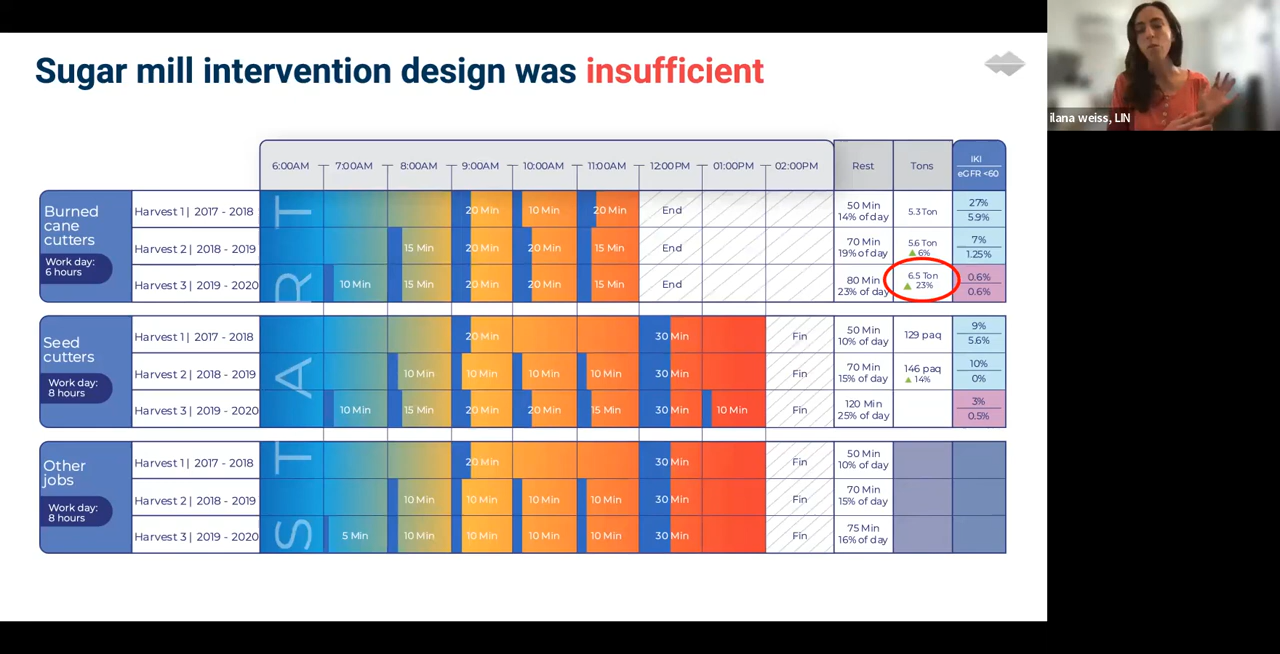 Sugar mill intervention design was insufficient
ilana weiss, LIN
6:00AM 7:00AM 8:00AM 9:00AM 10:00AM 11:00AM 12:00PM 01:00PM 02:00PM Rest Tons IKI
eGFR <60
START
Burned
cane
cutters
Work day:
6 hours
Harvest 1 | 2017 - 2018 20 Min 10 Min 20 Min End 50 Min
14% of day 5.3 Ton 27%
5.9%
Harvest 2 | 2018 - 2019 15 Min 20 Min 20 Min 15 Min End 70 Min
19% of day 5.6 Ton
6% 7%
1.25%
Harvest 3 | 2019 - 2020 10 Min 15 Min 20 Min 20 Min 15 Min End 80 Min
23% of day 6.5 Ton
23% 0.6%
0.6%
Seed
cutters
Work day:
8 hours
Harvest 1 | 2017 - 2018 20 Min 30 Min Fin 50 Min
10% of day 129 paq 9%
5.6%
Harvest 2 | 2018 - 2019 10 Min 10 Min 10 Min 10 Min 30 Min Fin 70 Min
15% of day 146 paq
14% 10%
0%
Harvest 3 | 2019 - 2020 10 Min 15 Min 20 Min 20 Min 15 Min 30 Min 10 Min Fin 120 Min
25% of day 3%
0.5%
Other
jobs
Work day:
8 hours
Harvest 1 | 2017 - 2018 20 Min 30 Min Fin 50 Min
10% of day
Harvest 2 | 2018 - 2019 10 Min 10 Min 10 Min 10 Min 30 Min Fin 70 Min
15% of day
Harvest 3 | 2019 - 2020 5 Min 10 Min 10 Min 10 Min 10 Min 30 Min Fin 75 Min
16% of day